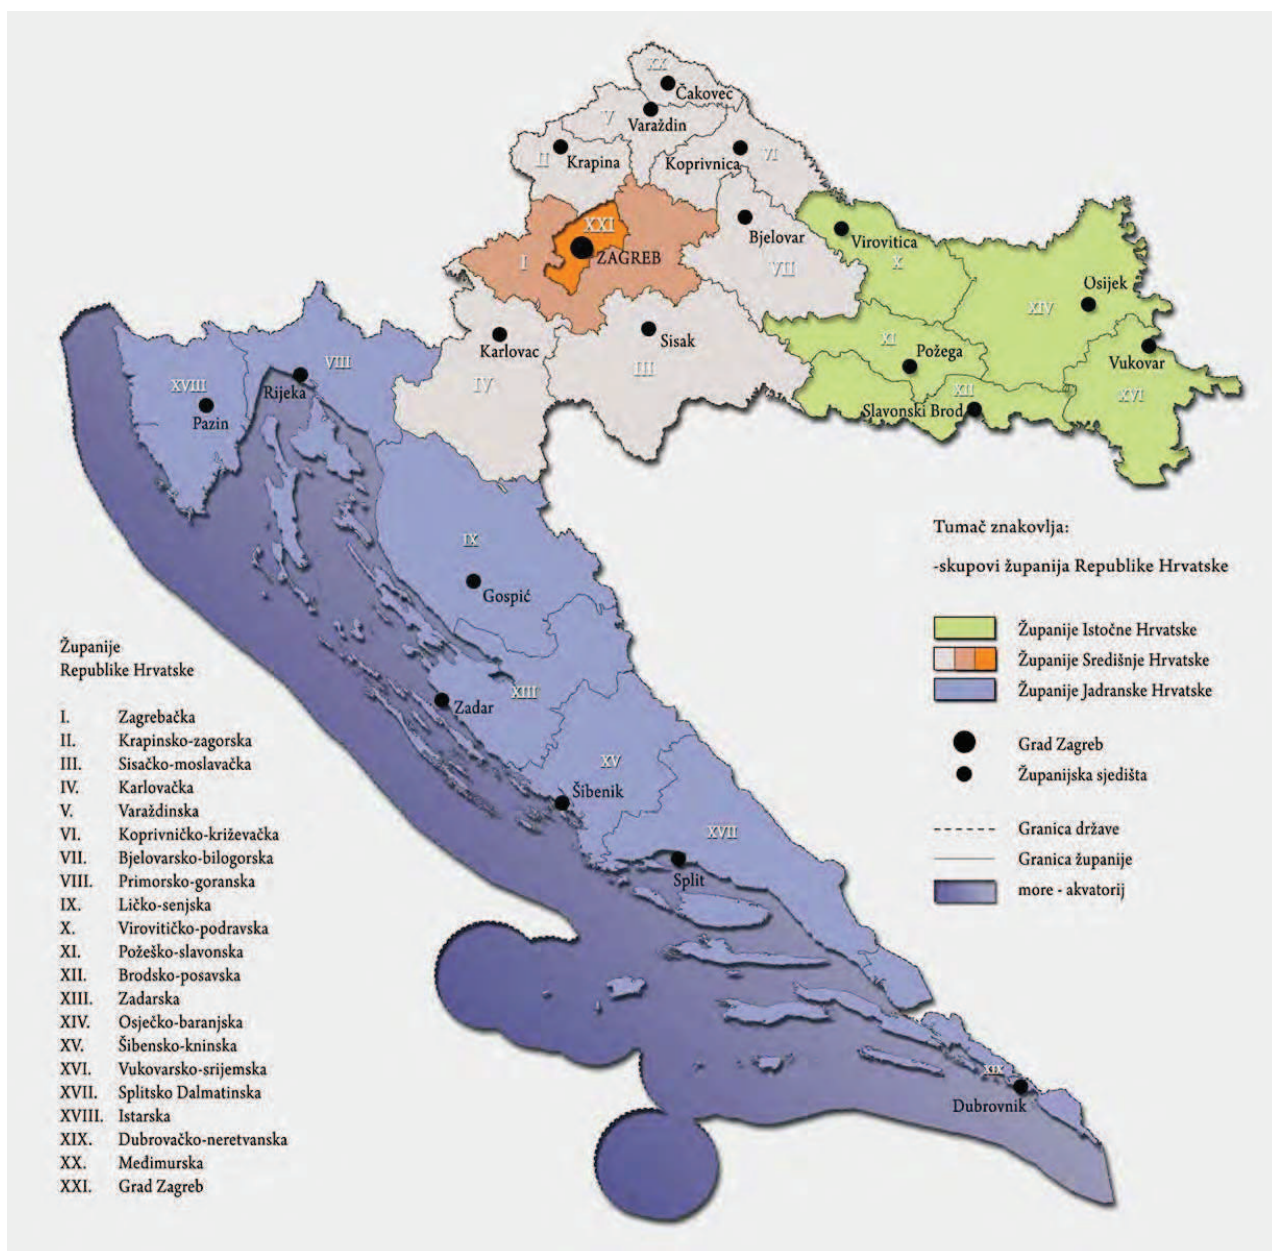 XX
Čakovec
V
Varaždin
II
Krapina
Koprivnica
VI
XXI
ZAGREB
I
Bjelovar
VII
Virovitica
X
Osijek
XIV
Karlovac
IV
Sisak
III
XI
Požega
Vukovar
XVI
XII
Slavonski Brod
VIII
Rijeka
XVIII
Pazin
IX
Gospić
Zadar
XIII
XV
Šibenik
XVII
Split
XIX
Dubrovnik
Tumač znakovlja:
-skupovi županija Republike Hrvatske
Županije Istočne Hrvatske
Županije Središnje Hrvatske
Županije Jadranske Hrvatske
Grad Zagreb
Županijska sjedišta
Granica države
Granica županije
more - akvatorij
Županije
Republike Hrvatske
I. Zagrebačka
II. Krapinsko-zagorska
III. Sisačko-moslavačka
IV. Karlovačka
V. Varaždinska
VI. Koprivničko-križevačka
VII. Bjelovarsko-bilogorska
VIII. Primorsko-goranska
IX. Ličko-senjska
X. Virovitičko-podravska
XI. Požeško-slavonska
XII. Brodsko-posavska
XIII. Zadarska
XIV. Osječko-baranjska
XV. Šibensko-kninska
XVI. Vukovarsko-srijemska
XVII. Splitsko Dalmatinska
XVIII. Istarska
XIX. Dubrovačko-neretvanska
XX. Međimurska
XXI. Grad Zagreb